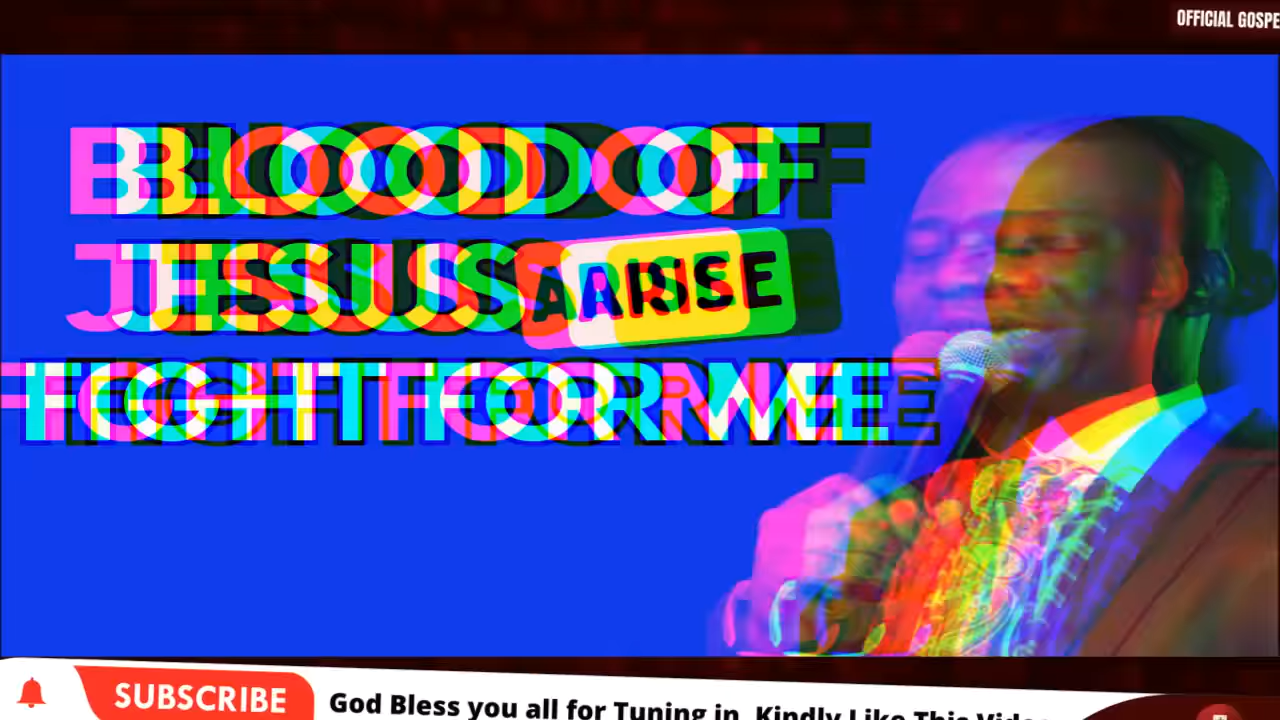 OFFICIAL GOSPE
BLOOD OF
JESUS ARISE
FIGHT FOR ME
SUBSCRIBE
God Bless you all for Tuning in, Kindly Like This Video